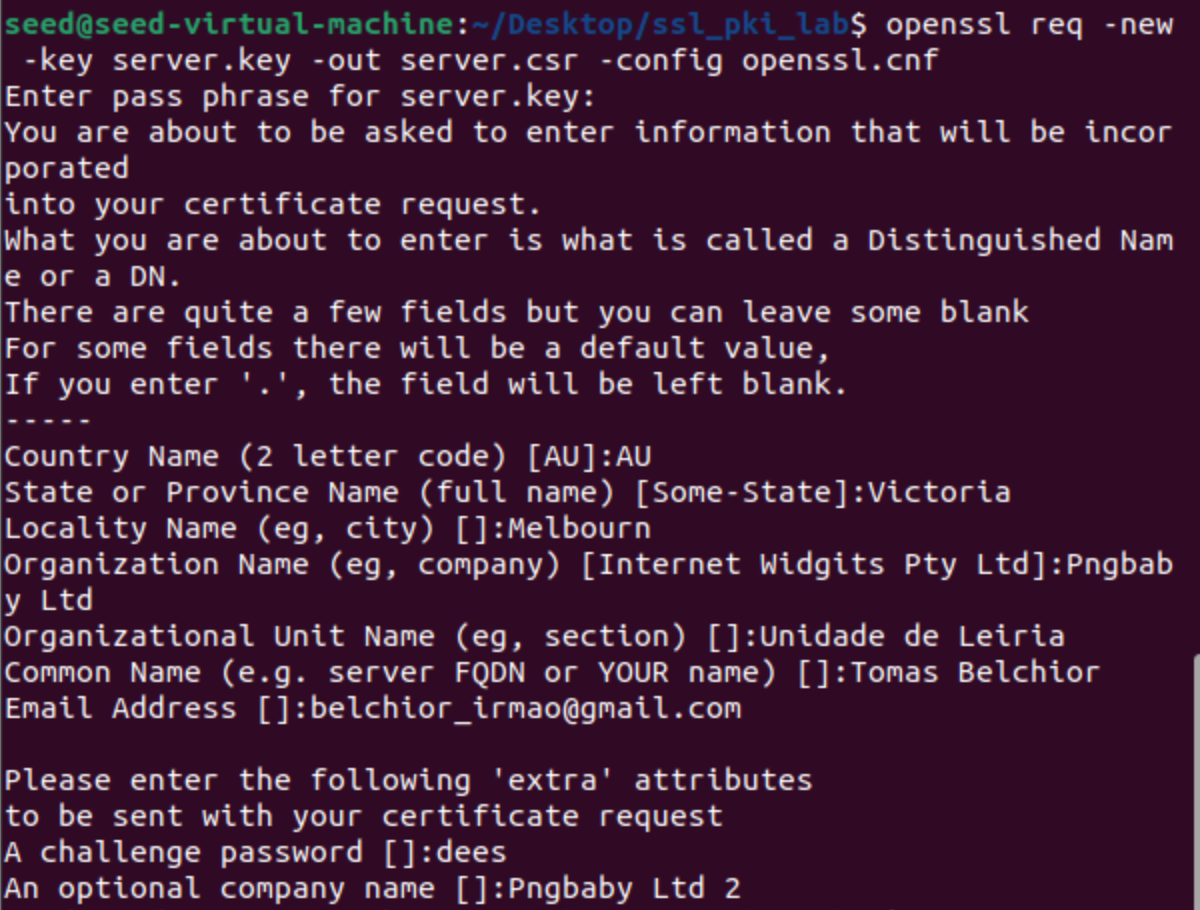 seed@seed-virtual-machine:~/Desktop/ssl_pki_lab$ openssl req -new
 -key server.key -out server.csr -config openssl.cnf
Enter pass phrase for server.key:
You are about to be asked to enter information that will be incor
porated
into your certificate request.
What you are about to enter is what is called a Distinguished Nam
e or a DN.
There are quite a few fields but you can leave some blank
For some fields there will be a default value,
If you enter '.', the field will be left blank.
-----
Country Name (2 letter code) [AU]:AU
State or Province Name (full name) [Some-State]:Victoria
Locality Name (eg, city) []:Melbourn
Organization Name (eg, company) [Internet Widgits Pty Ltd]:Pngbab
y Ltd
Organizational Unit Name (eg, section) []:Unidade de Leiria
Common Name (e.g. server FQDN or YOUR name) []:Tomas Belchior
Email Address []:belchior_irmao@gmail.com

Please enter the following 'extra' attributes
to be sent with your certificate request
A challenge password []:dees
An optional company name []:Pngbaby Ltd 2